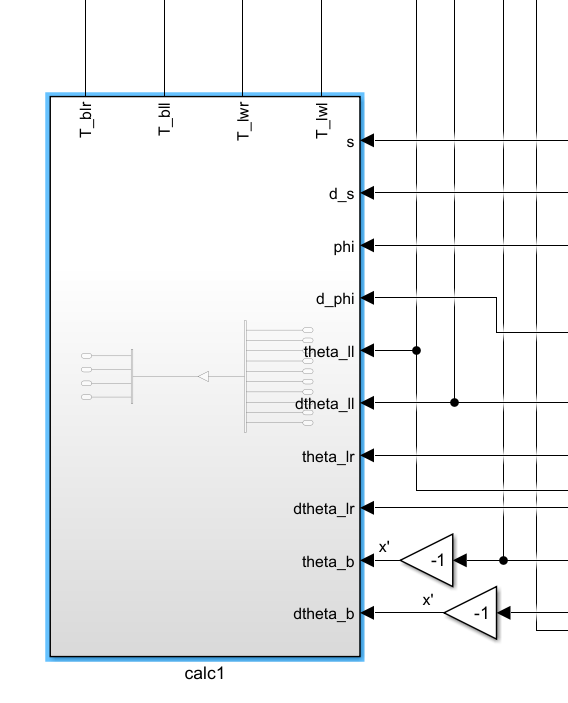 T_blr
T_bll
T_lwr
T_lwl
s
d_s
phi
d_phi
theta_ll
dtheta_ll
theta_lr
dtheta_lr
theta_b
x'
-1
dtheta_b
x'
-1
calc1